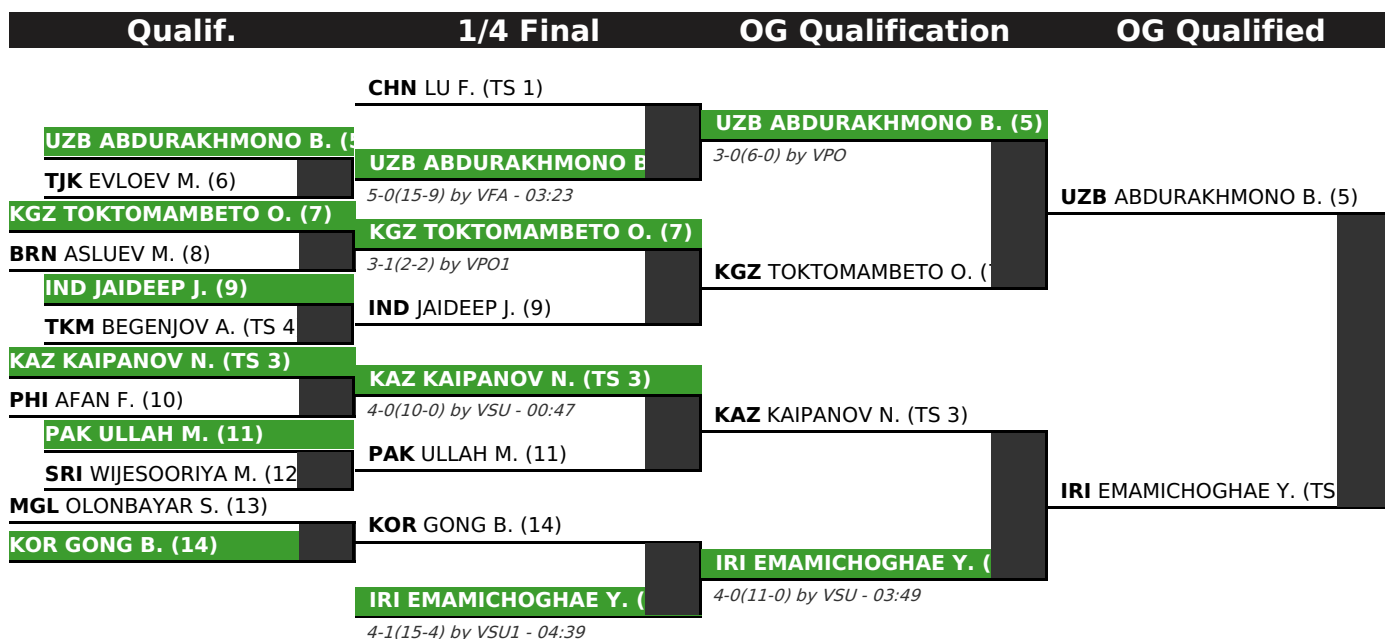 Qualif.
1/4 Final
OG Qualification
OG Qualified
UZB ABDURAKHMONO B. (5
TJK EVLOEV M. (6)
KGZ TOKTOMAMBETO O. (7)
BRN ASLUEV M. (8)
IND JAIDEEP J. (9)
TKM BEGENJOV A. (TS 4
KAZ KAIPANOV N. (TS 3)
PHI AFAN F. (10)
PAK ULLAH M. (11)
SRI WIJESOORIYA M. (12
MGL OLONBAYAR S. (13)
KOR GONG B. (14)
CHN LU F. (TS 1)
UZB ABDURAKHMONO B
5-0(15-9) by VFA - 03:23
KGZ TOKTOMAMBETO O. (7)
3-1(2-2) by VPO1
IND JAIDEEP J. (9)
KAZ KAIPANOV N. (TS 3)
4-0(10-0) by VSU - 00:47
PAK ULLAH M. (11)
KOR GONG B. (14)
IRI EMAMICHOGHAE Y. (
4-1(15-4) by VSU1 - 04:39
UZB ABDURAKHMONO B. (5)
3-0(6-0) by VPO
KGZ TOKTOMAMBETO O. (7
KAZ KAIPANOV N. (TS 3)
IRI EMAMICHOGHAE Y. (
4-0(11-0) by VSU - 03:49
UZB ABDURAKHMONO B. (5)
IRI EMAMICHOGHAE Y. (TS